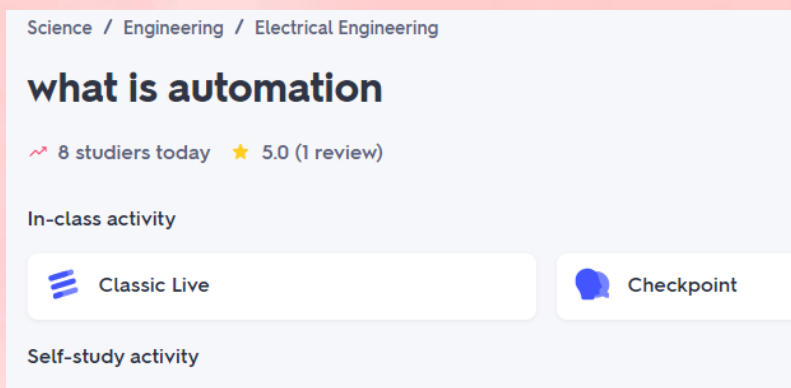 Science / Engineering / Electrical Engineering
what is automation
8 studiers today 5.0 (1 review)
In-class activity
Classic Live Checkpoint
Self-study activity